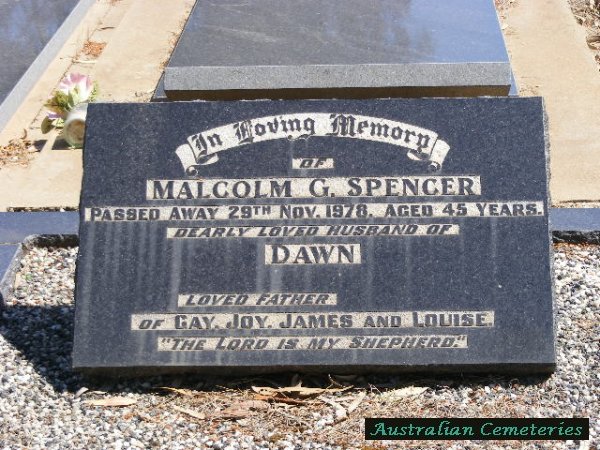 In Loving Memory
OF
MALCOLM G. SPENCER
PASSED AWAY 29TH NOV. 1978, AGED 45 YEARS.
DEARLY LOVED HUSBAND OF
DAWN
LOVED FATHER
OF GAY, JOY, JAMES AND LOUISE.
"THE LORD IS MY SHEPHERD"
Australian Cemeteries